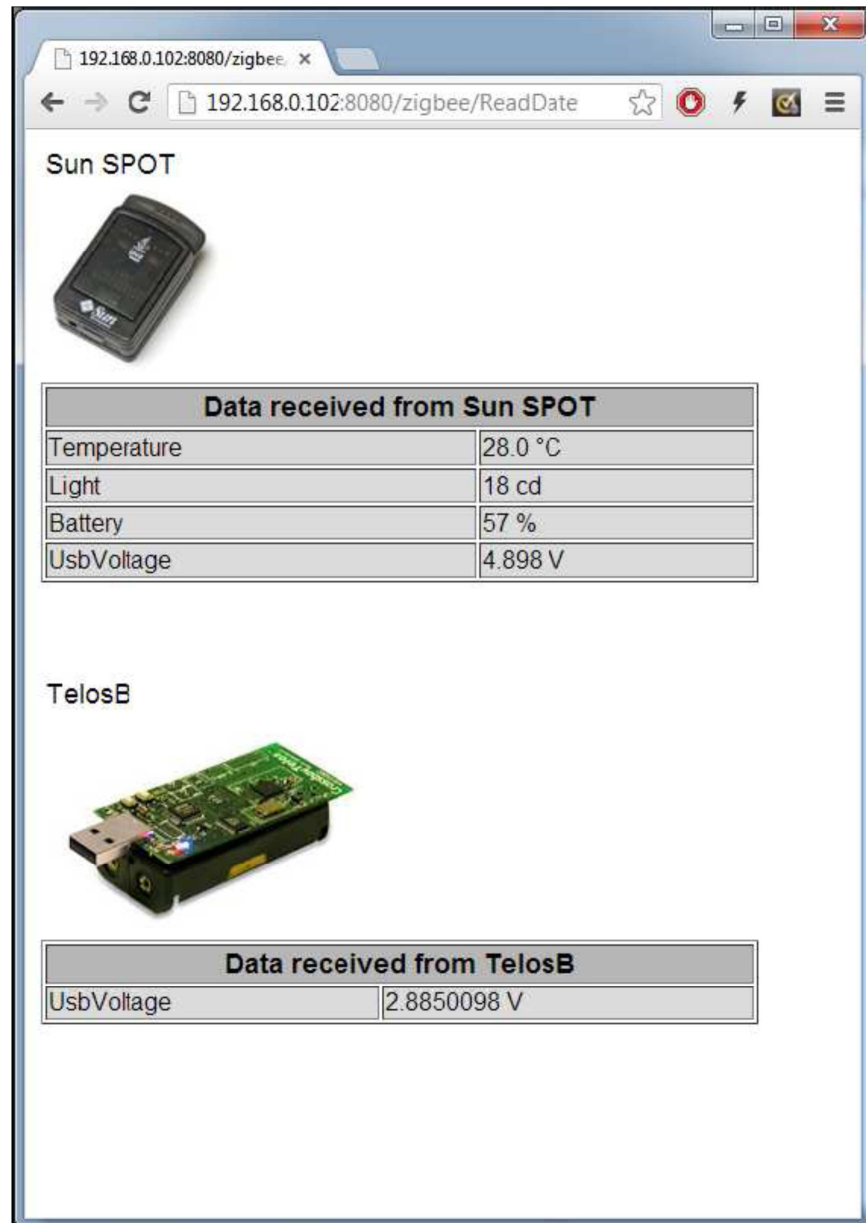 192.168.0.102:8080/zigbee
192.168.0.102:8080/zigbee/ReadDate
Sun SPOT
Sun
Data received from Sun SPOT
Temperature 28.0 °C
Light 18 cd
Battery 57 %
UsbVoltage 4.898 V
TelosB
Data received from TelosB
UsbVoltage 2.8850098 V